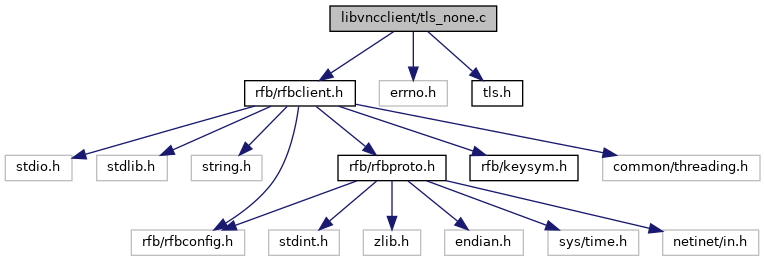 libvncclient/tls_none.c
rfb/rfbclient.h
errno.h
tls.h
stdio.h
stdlib.h
string.h
rfb/rfbproto.h
rfb/keysym.h
common/threading.h
rfb/rfbconfig.h
stdint.h
zlib.h
endian.h
sys/time.h
netinet/in.h